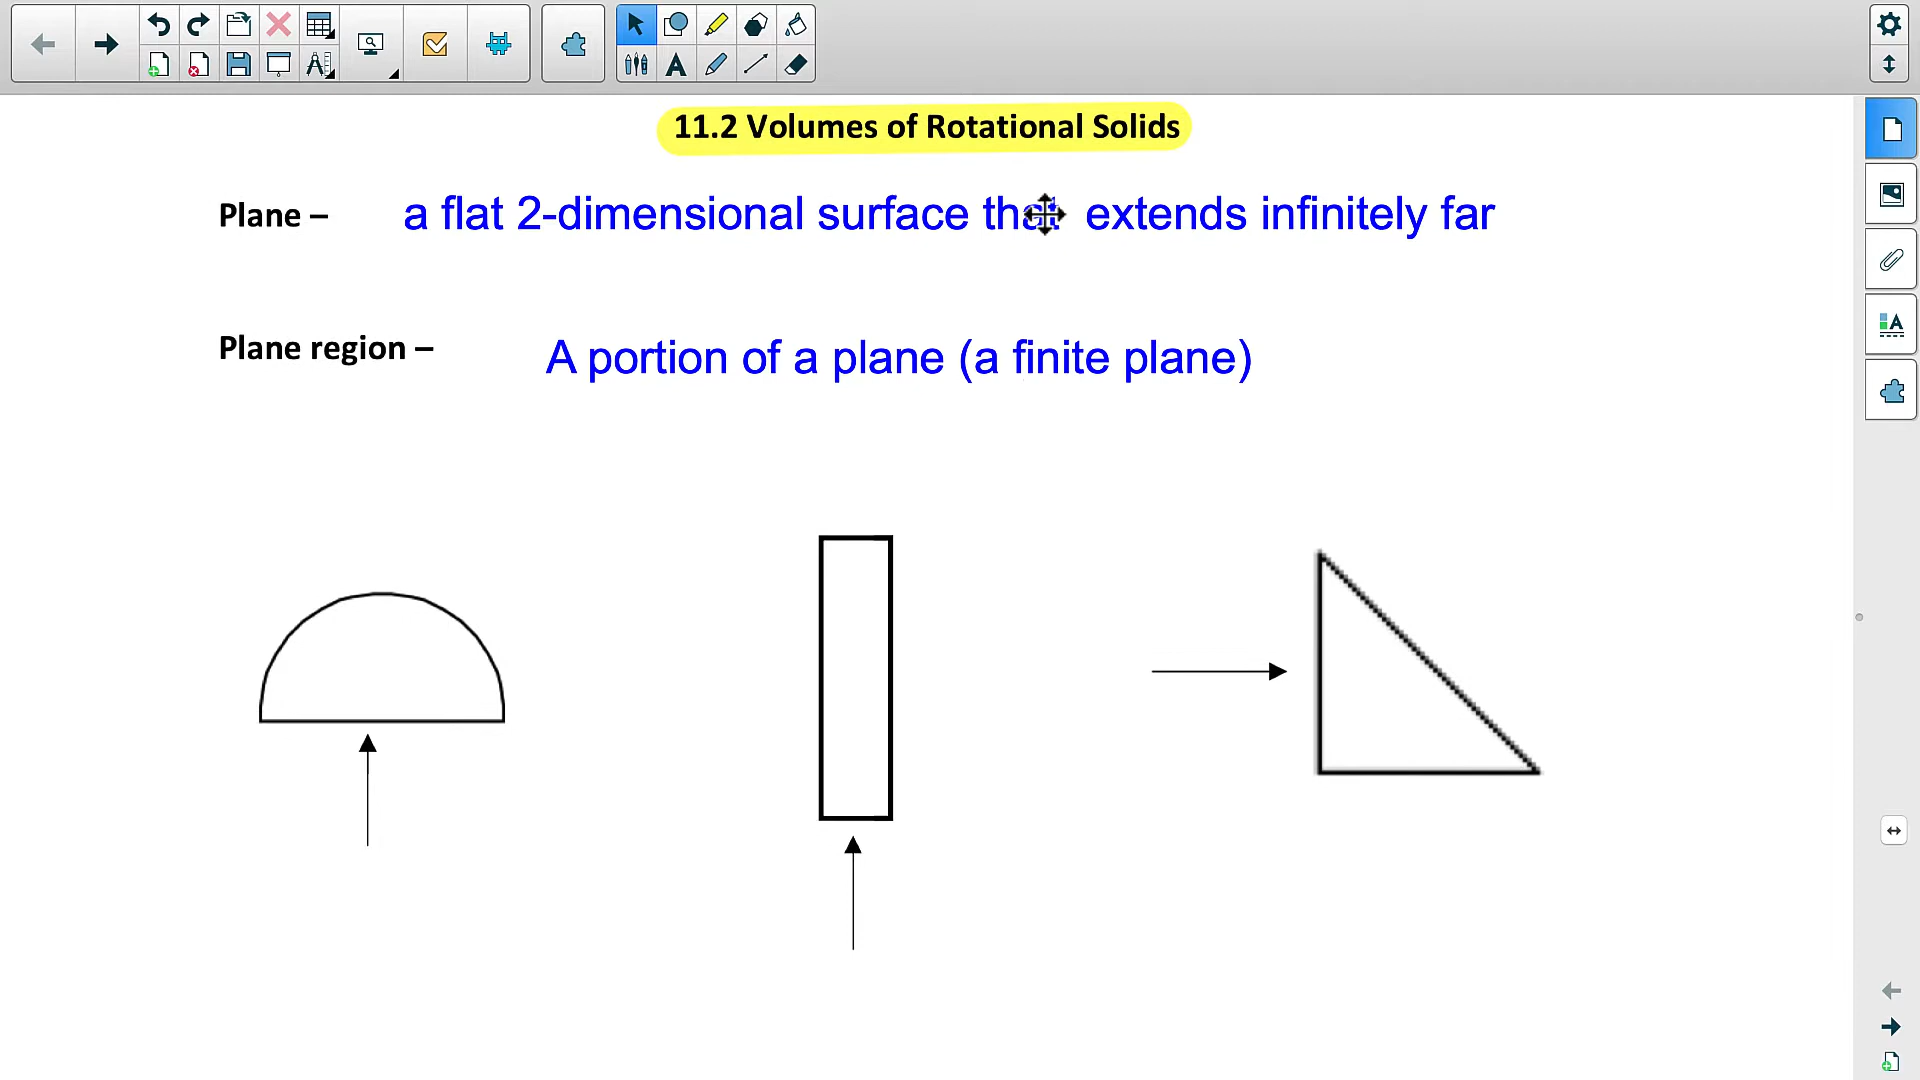 11.2 Volumes of Rotational Solids
Plane – a flat 2-dimensional surface that extends infinitely far
Plane region – A portion of a plane (a finite plane)